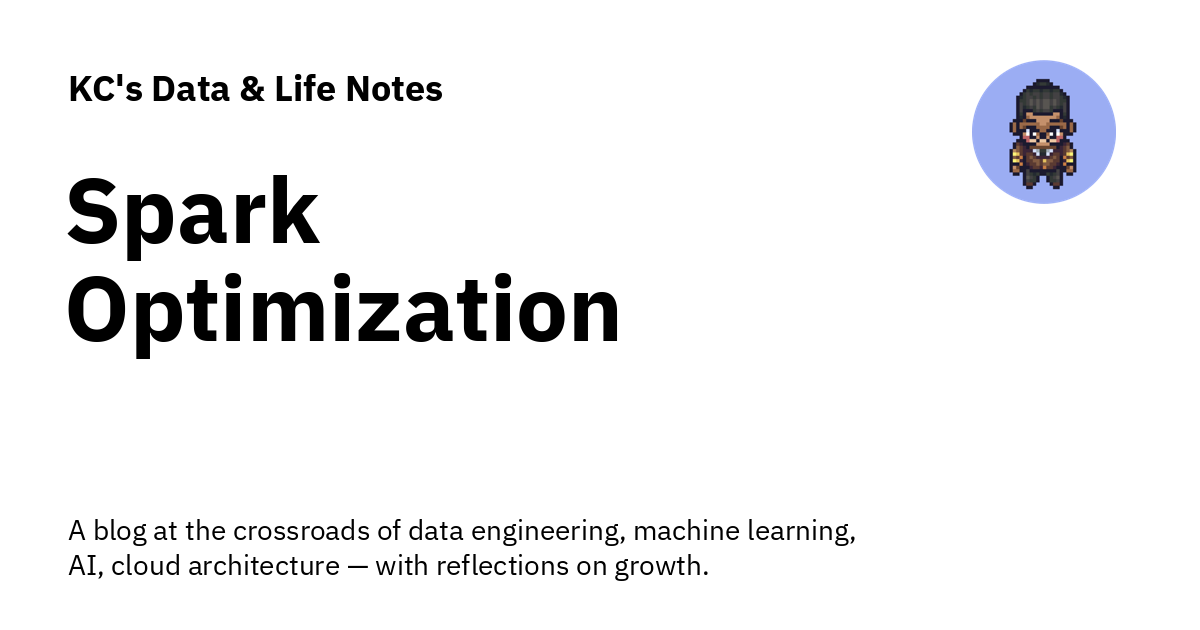 KC's Data & Life Notes
Spark
Optimization
A blog at the crossroads of data engineering, machine learning,
AI, cloud architecture — with reflections on growth.